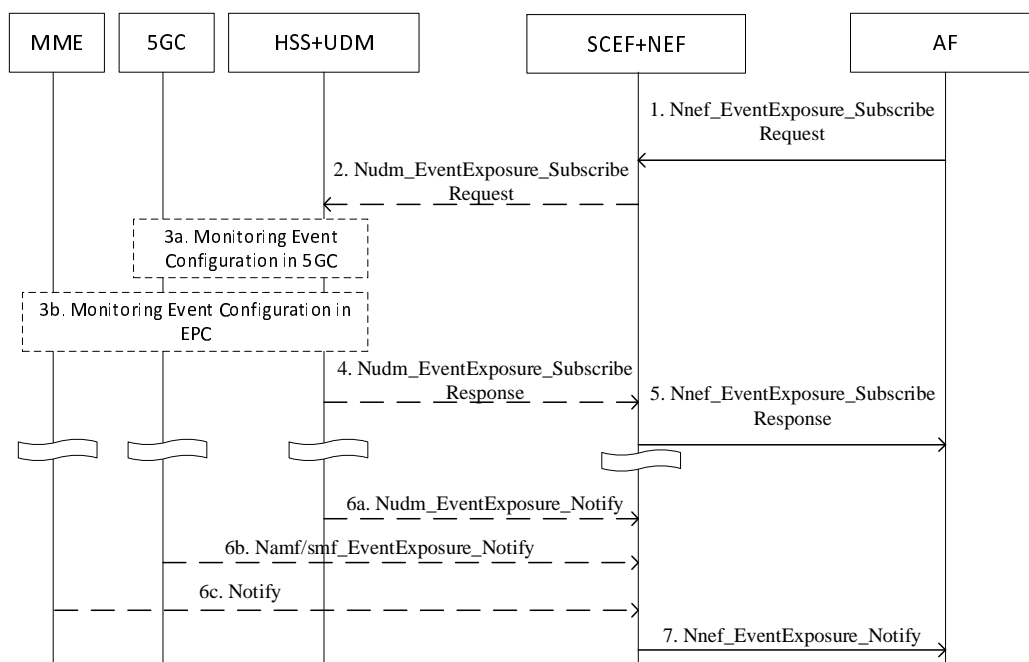 MME
5GC
HSS+UDM
SCEF+NEF
AF
1. Nnef_EventExposure_Subscribe
Request
2. Nudm_EventExposure_Subscribe
Request
3a. Monitoring Event
Configuration in 5GC
3b. Monitoring Event Configuration in
EPC
4. Nudm_EventExposure_Subscribe
Response
5. Nnef_EventExposure_Subscribe
Response
6a. Nudm_EventExposure_Notify
6b. Namf/smf_EventExposure_Notify
6c. Notify
7. Nnef_EventExposure_Notify